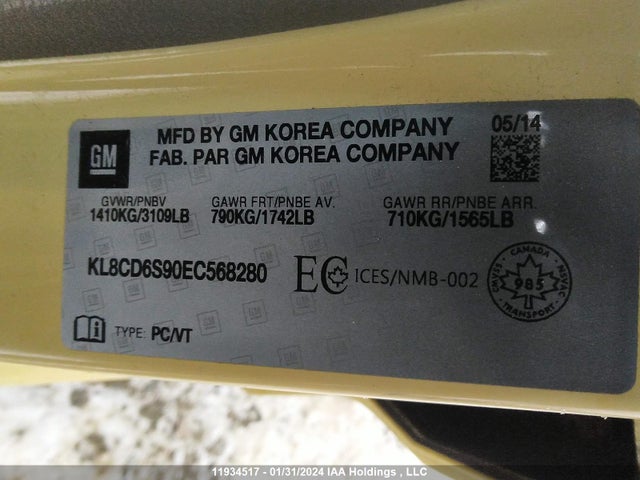 GM
MFD BY GM KOREA COMPANY
FAB. PAR GM KOREA COMPANY
05/14
GVWR/PNBV
1410KG/3109LB
GAWR FRT/PNBE AV.
790KG/1742LB
GAWR RR/PNBE ARR.
710KG/1565LB
KL8CD6S90EC568280
EC ICES/NMB-002
CANADA
CMVSS
NSVAC
985
TRANSPORT
TYPE: PC/VT
11934517 - 01/31/2024 IAA Holdings , LLC